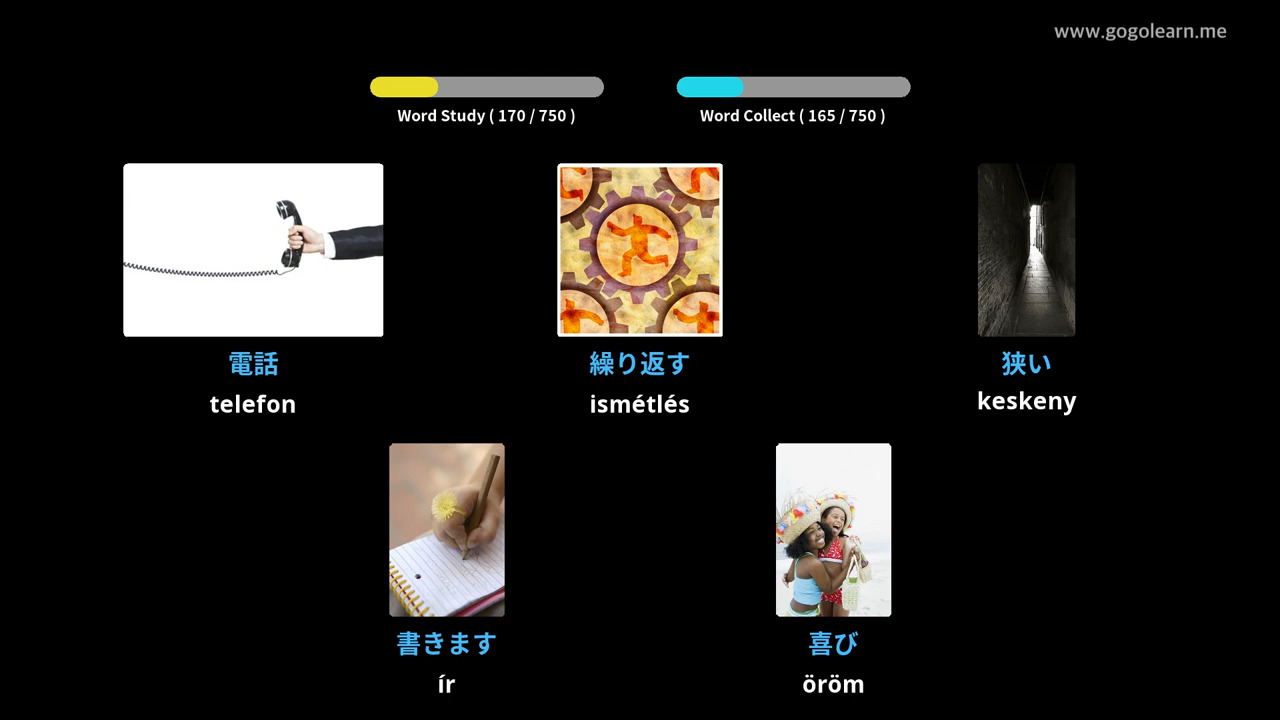 www.gogolearn.me
Word Study ( 170 / 750 )
Word Collect ( 165 / 750 )
電話
telefon
繰り返す
ismétlés
狭い
keskeny
書きます
ír
喜び
öröm